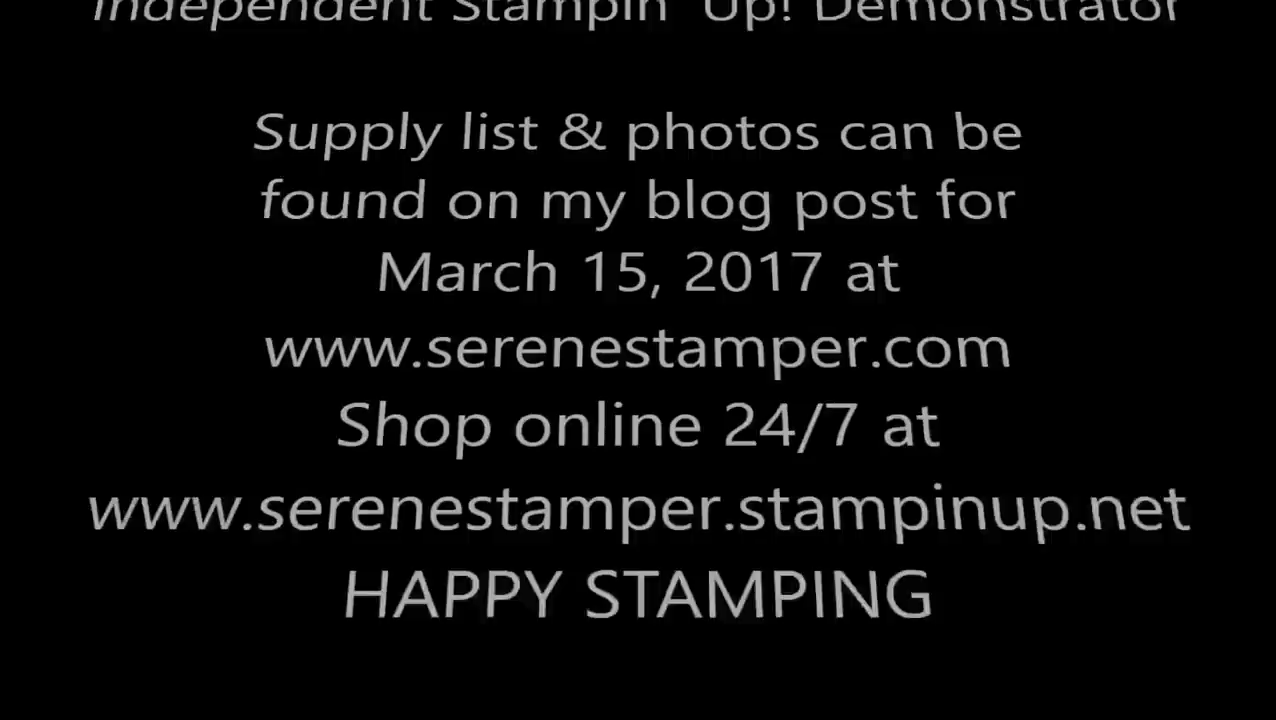 Independent Stampin' Up! Demonstrator
Supply list & photos can be
found on my blog post for
March 15, 2017 at
www.serenestamper.com
Shop online 24/7 at
www.serenestamper.stampinup.net
HAPPY STAMPING